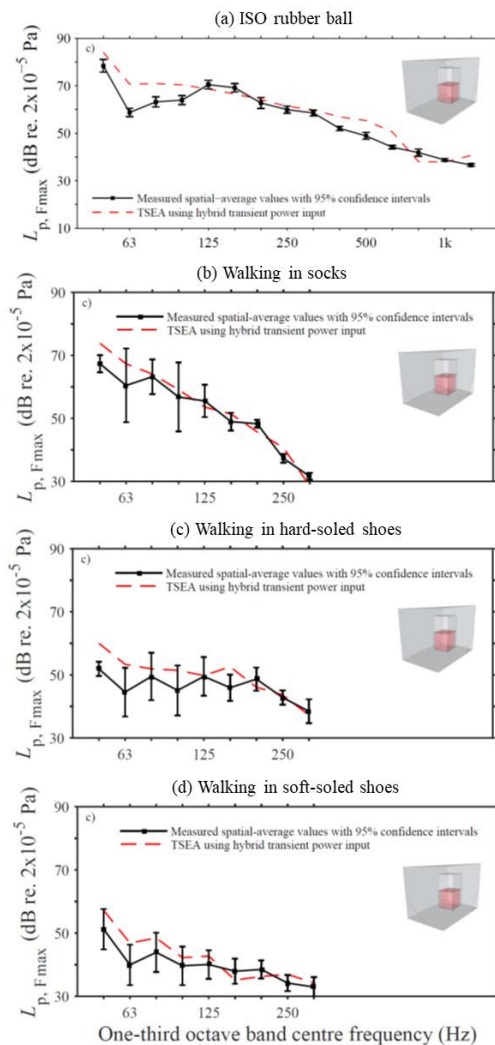 (a) ISO rubber ball
c)
90
70
50
30
10
L p, Fmax (dB re. 2x10⁻⁵ Pa)
Measured spatial-average values with 95% confidence intervals
TSEA using hybrid transient power input
63 125 250 500 1k
(b) Walking in socks
c)
90
70
50
30
L p, Fmax (dB re. 2x10⁻⁵ Pa)
Measured spatial-average values with 95% confidence intervals
TSEA using hybrid transient power input
63 125 250
(c) Walking in hard-soled shoes
c)
90
70
50
30
L p, Fmax (dB re. 2x10⁻⁵ Pa)
Measured spatial-average values with 95% confidence intervals
TSEA using hybrid transient power input
63 125 250
(d) Walking in soft-soled shoes
c)
90
70
50
30
L p, Fmax (dB re. 2x10⁻⁵ Pa)
Measured spatial-average values with 95% confidence intervals
TSEA using hybrid transient power input
63 125 250
One-third octave band centre frequency (Hz)